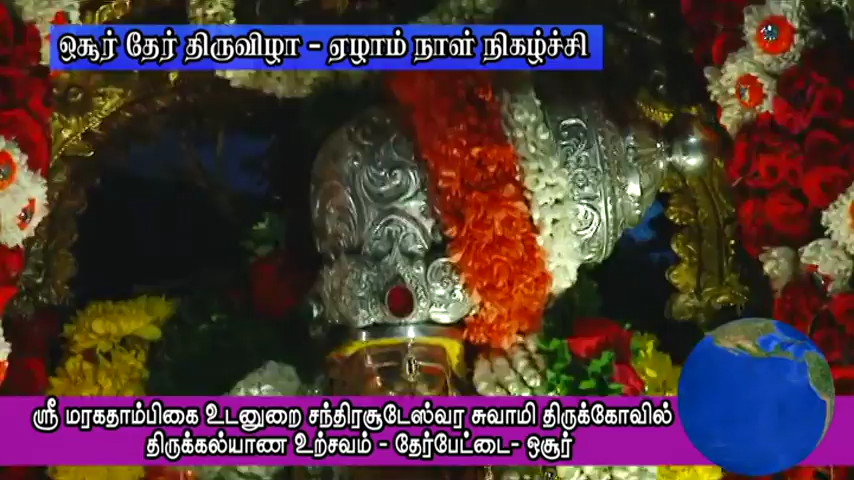 ஒசூர் தேர் திருவிழா - ஏழாம் நாள் நிகழ்ச்சி
ஸ்ரீ மரகதாம்பிகை உடனுறை சந்திரசூடேஸ்வர சுவாமி திருக்கோவில்
திருக்கல்யாண உற்சவம் - தேர்பேட்டை- ஒசூர்